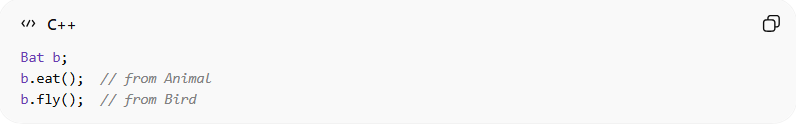 </> C++
Bat b;
b.eat();  // from Animal
b.fly();  // from Bird